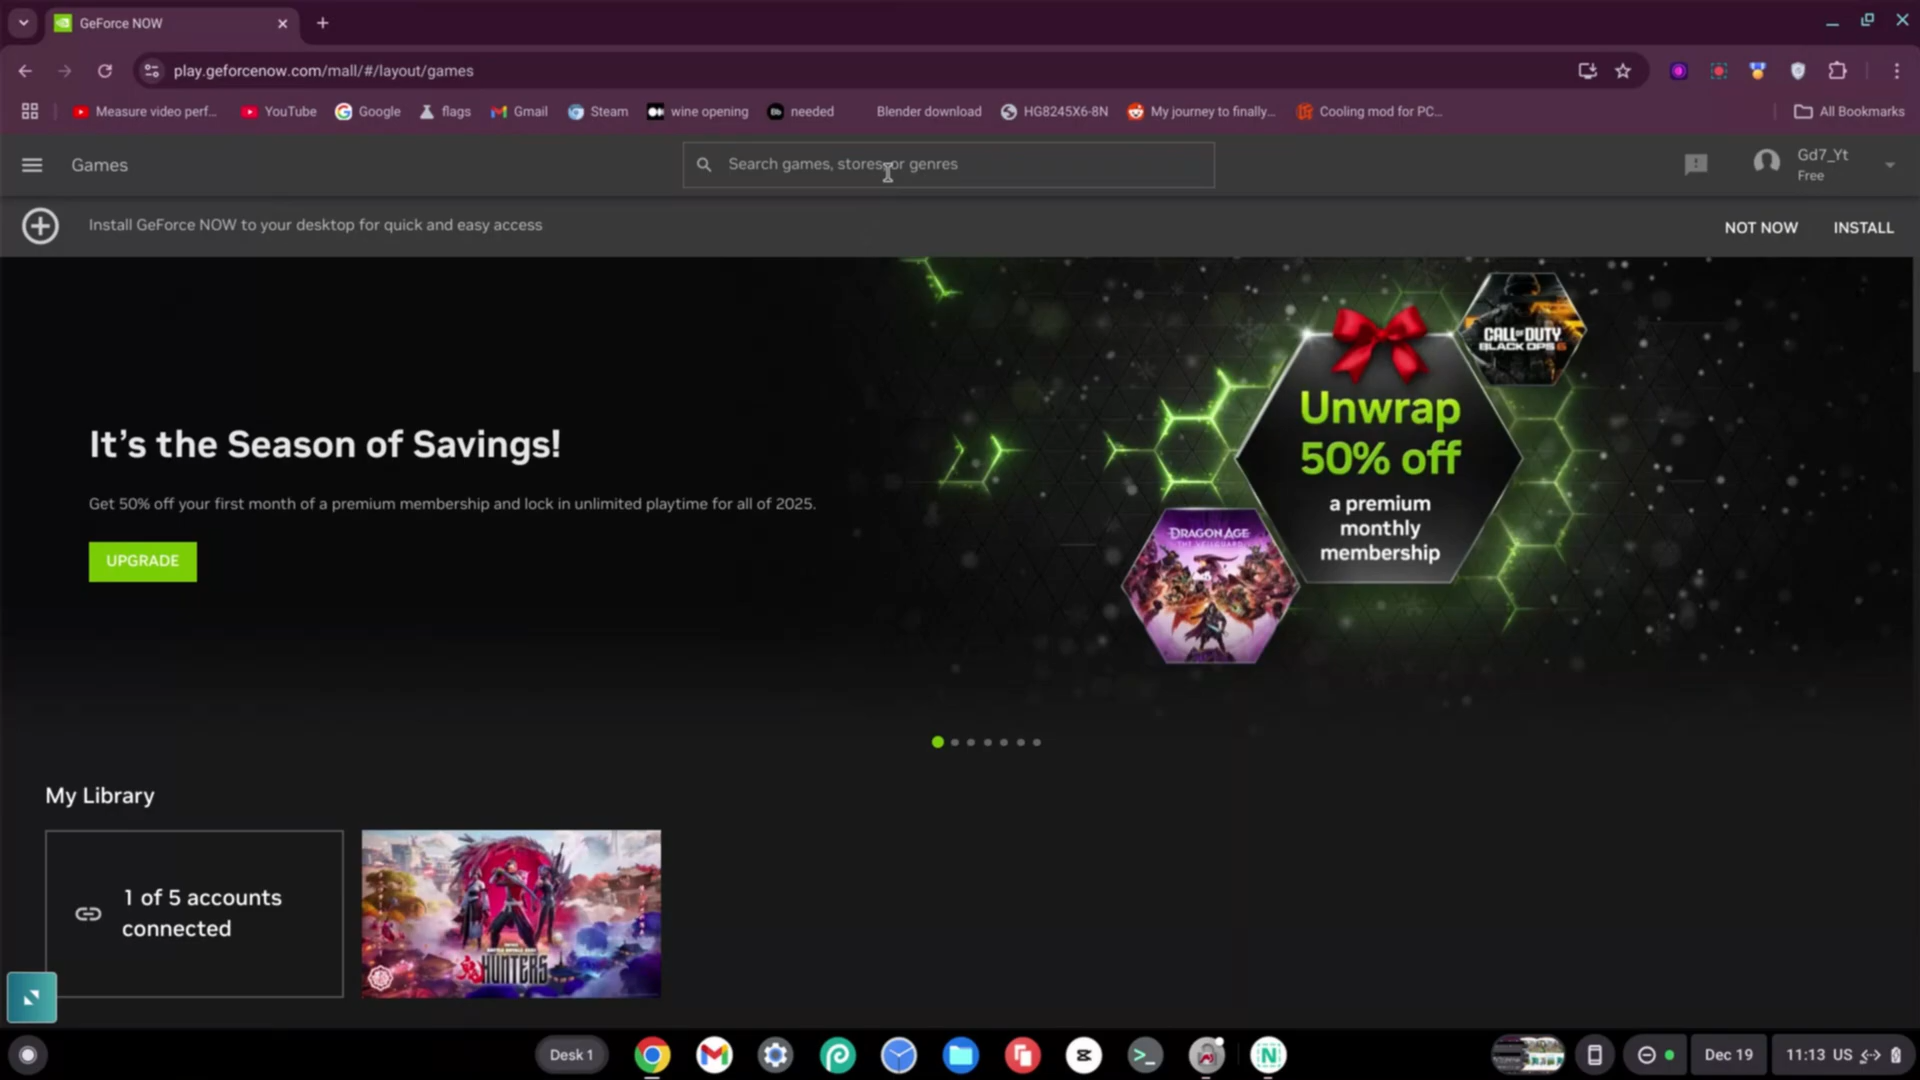 GeForce NOW
play.geforcenow.com/mall/#/layout/games
Measure video perf...
YouTube
Google
flags
Gmail
Steam
wine opening
needed
Blender download
HG8245X6-8N
My journey to finally...
Cooling mod for PC...
All Bookmarks
Games
Search games, stores, or genres
Gd7_Yt
Free
Install GeForce NOW to your desktop for quick and easy access
NOT NOW
INSTALL
It's the Season of Savings!
Get 50% off your first month of a premium membership and lock in unlimited playtime for all of 2025.
UPGRADE
CALL OF DUTY
BLACK OPS 6
Unwrap
50% off
a premium
monthly
membership
DRAGON AGE
THE VEILGUARD
My Library
1 of 5 accounts
connected
HUNTERS
Desk 1
Dec 19
11:13 US